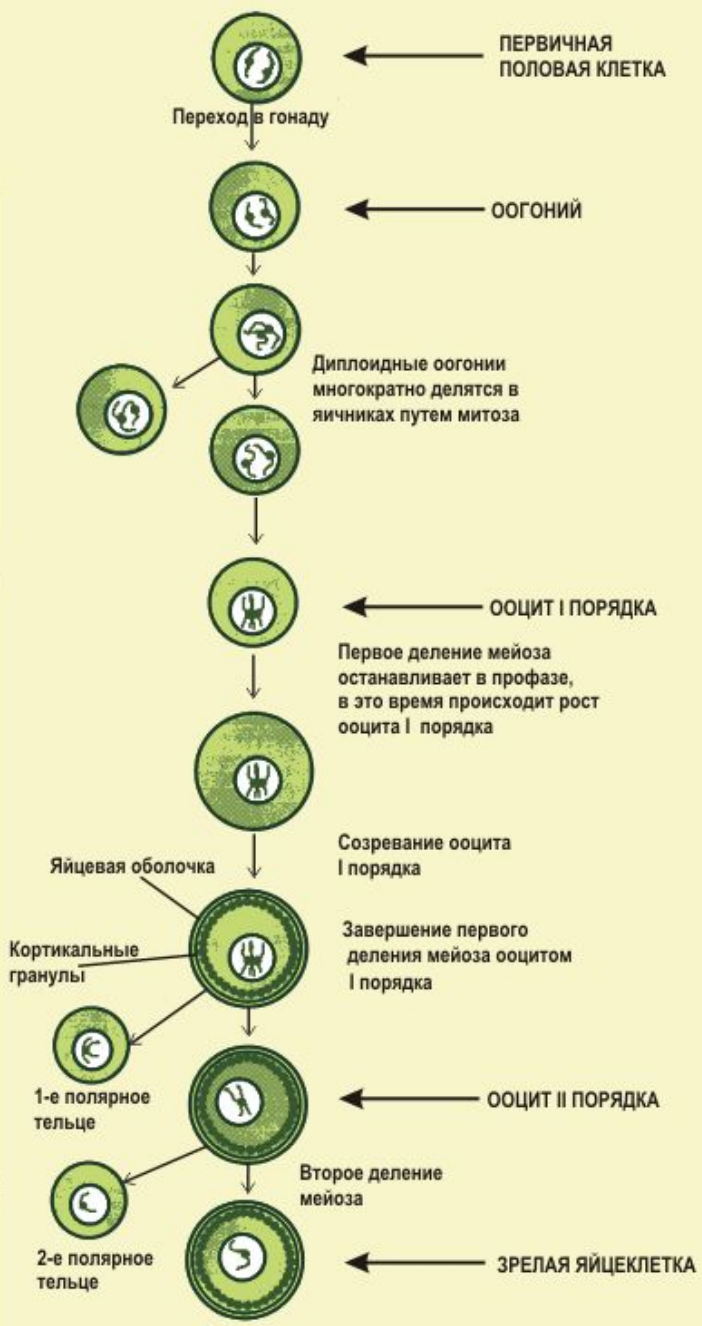 ПЕРВИЧНАЯ
ПОЛОВАЯ КЛЕТКА
Переход в гонаду
ООГОНИЙ
Диплоидные оогонии
многократно делятся в
яичниках путем митоза
ООЦИТ I ПОРЯДКА
Первое деление мейоза
останавливает в профазе,
в это время происходит рост
ооцита I порядка
Созревание ооцита
I порядка
Яйцевая оболочка
Завершение первого
деления мейоза ооцитом
I порядка
Кортикальные
гранулы
1-е полярное
тельце
ООЦИТ II ПОРЯДКА
Второе деление
мейоза
2-е полярное
тельце
ЗРЕЛАЯ ЯЙЦЕКЛЕТКА